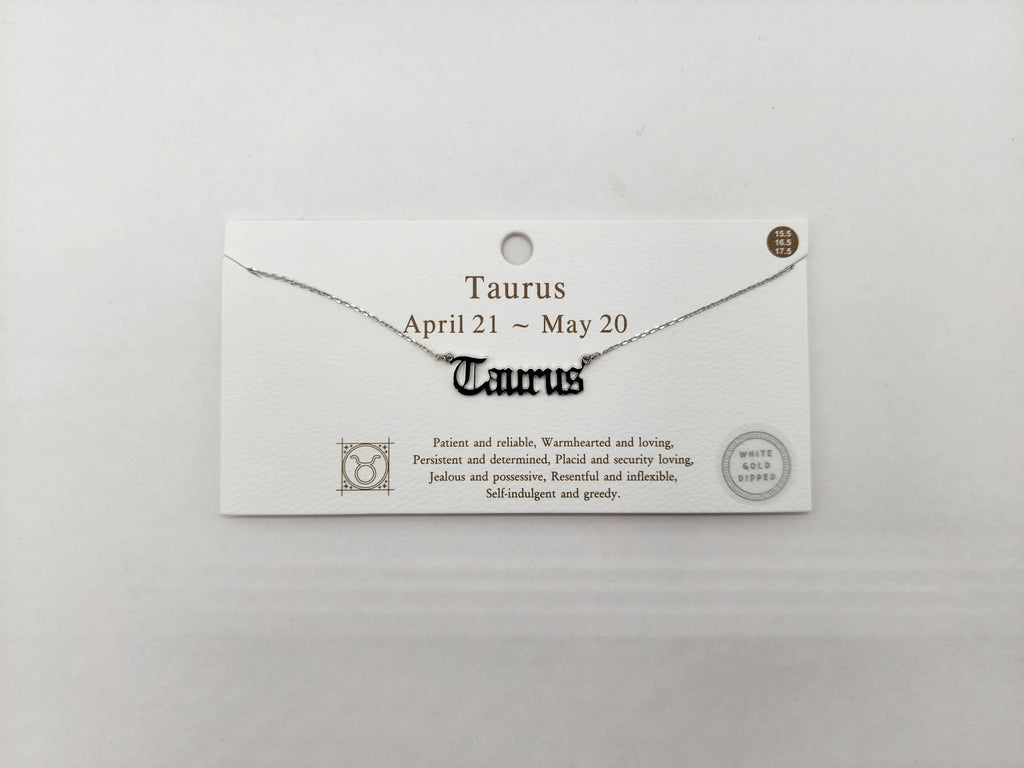 15.5
16.5
17.5
Taurus
April 21 ~ May 20
Taurus
Patient and reliable, Warmhearted and loving,
Persistent and determined, Placid and security loving,
Jealous and possessive, Resentful and inflexible,
Self-indulgent and greedy.
WHITE
GOLD
DIPPED